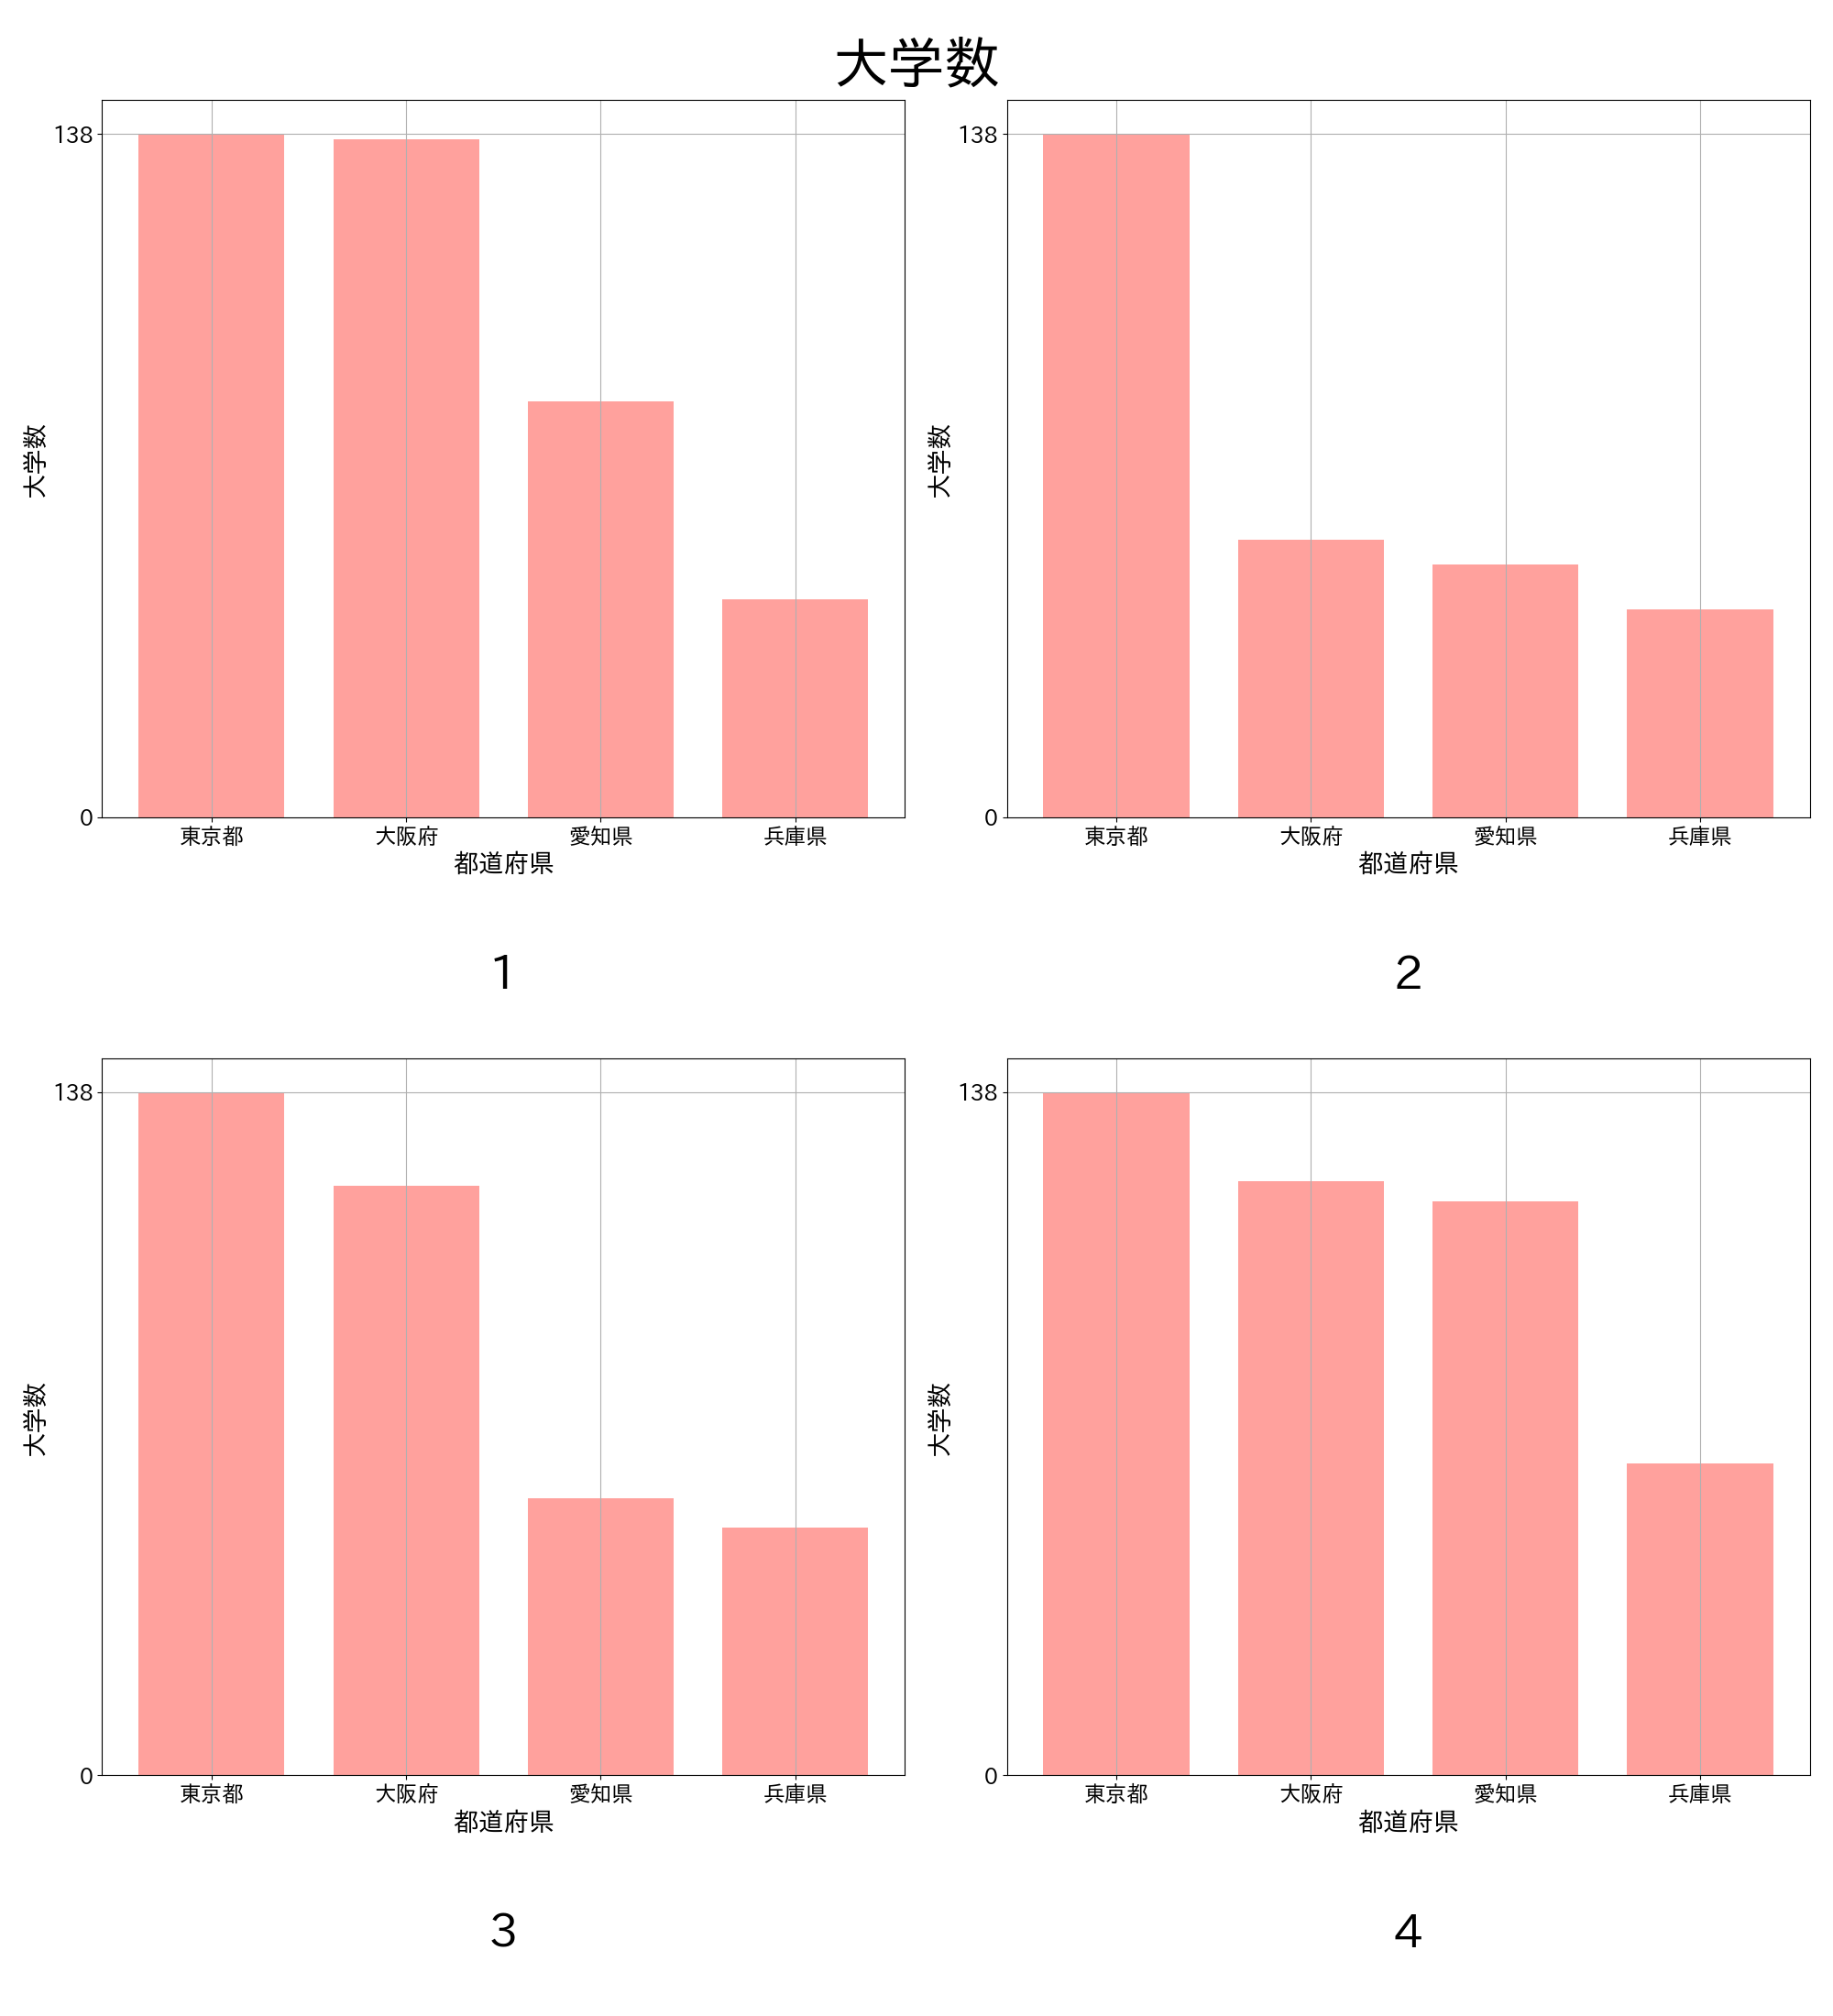 大学数
138
0
大学数
東京都 大阪府 愛知県 兵庫県
都道府県
1
138
0
大学数
東京都 大阪府 愛知県 兵庫県
都道府県
2
138
0
大学数
東京都 大阪府 愛知県 兵庫県
都道府県
3
138
0
大学数
東京都 大阪府 愛知県 兵庫県
都道府県
4